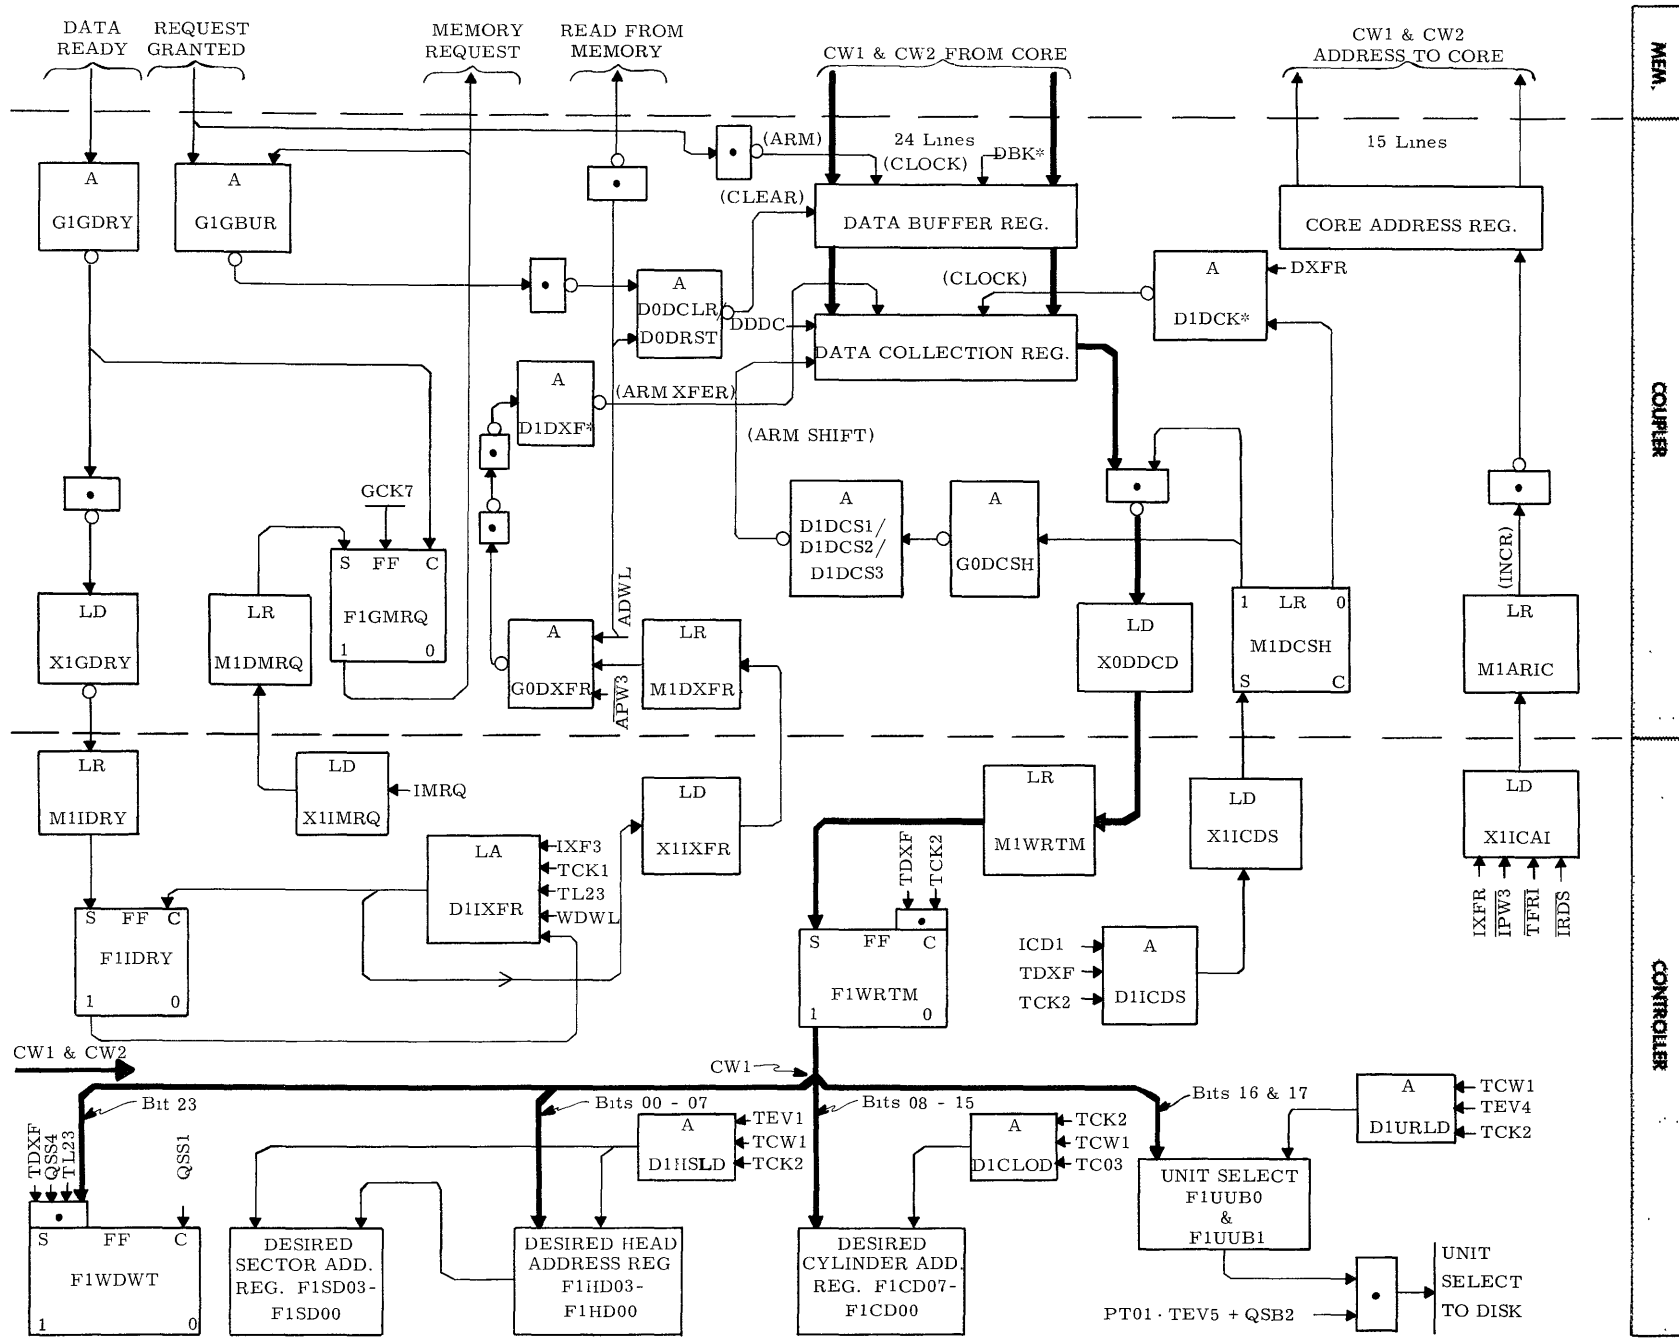 DATA
READY
REQUEST
GRANTED
MEMORY
REQUEST
READ FROM
MEMORY
CW1 & CW2 FROM CORE
CW1 & CW2
ADDRESS TO CORE
MEM.
(ARM)
24 Lines
(CLOCK)
DBK*
15 Lines
A
G1GDRY
A
G1GBUR
(CLEAR)
DATA BUFFER REG.
CORE ADDRESS REG.
A
D0DCLR/
D0DRST
DDDC
(CLOCK)
A
D1DCK*
DXFR
DATA COLLECTION REG.
A
D1DXF*
(ARM XFER)
(ARM SHIFT)
COUPLER
GCK7
S FF C
F1GMRQ
1 0
A
D1DCS1/
D1DCS2/
D1DCS3
A
G0DCSH
(INCR)
LD
X1GDRY
LR
M1DMRQ
A
G0DXFR
ADWL
APW3
LR
M1DXFR
LD
X0DDCD
1 LR 0
M1DCSH
S C
LR
M1ARIC
LR
M1IDRY
LD
X1IMRQ
IMRQ
LD
X1IXFR
LR
M1WRTM
LD
X1ICDS
LD
X1ICAI
IXFR
IPW3
TFRI
IRDS
LA
D1IXFR
IXF3
TCK1
TL23
WDWL
TDXF
TCK2
S FF C
F1IDRY
1 0
S FF C
F1WRTM
1 0
ICD1
TDXF
TCK2
A
D1ICDS
CONTROLLER
CW1 & CW2
CW1
Bit 23
Bits 00 - 07
Bits 08 - 15
Bits 16 & 17
A
D1URLD
TCW1
TEV4
TCK2
TDXF
QSS4
TL23
QSS1
A
D1HSLD
TEV1
TCW1
TCK2
A
D1CLOD
TCK2
TCW1
TC03
UNIT SELECT
F1UUB0
&
F1UUB1
S FF C
F1WDWT
1 0
DESIRED
SECTOR ADD.
REG. F1SD03-
F1SD00
DESIRED HEAD
ADDRESS REG
F1HD03-
F1HD00
DESIRED
CYLINDER ADD.
REG. F1CD07-
F1CD00
PT01 · TEV5 + QSB2
UNIT
SELECT
TO DISK